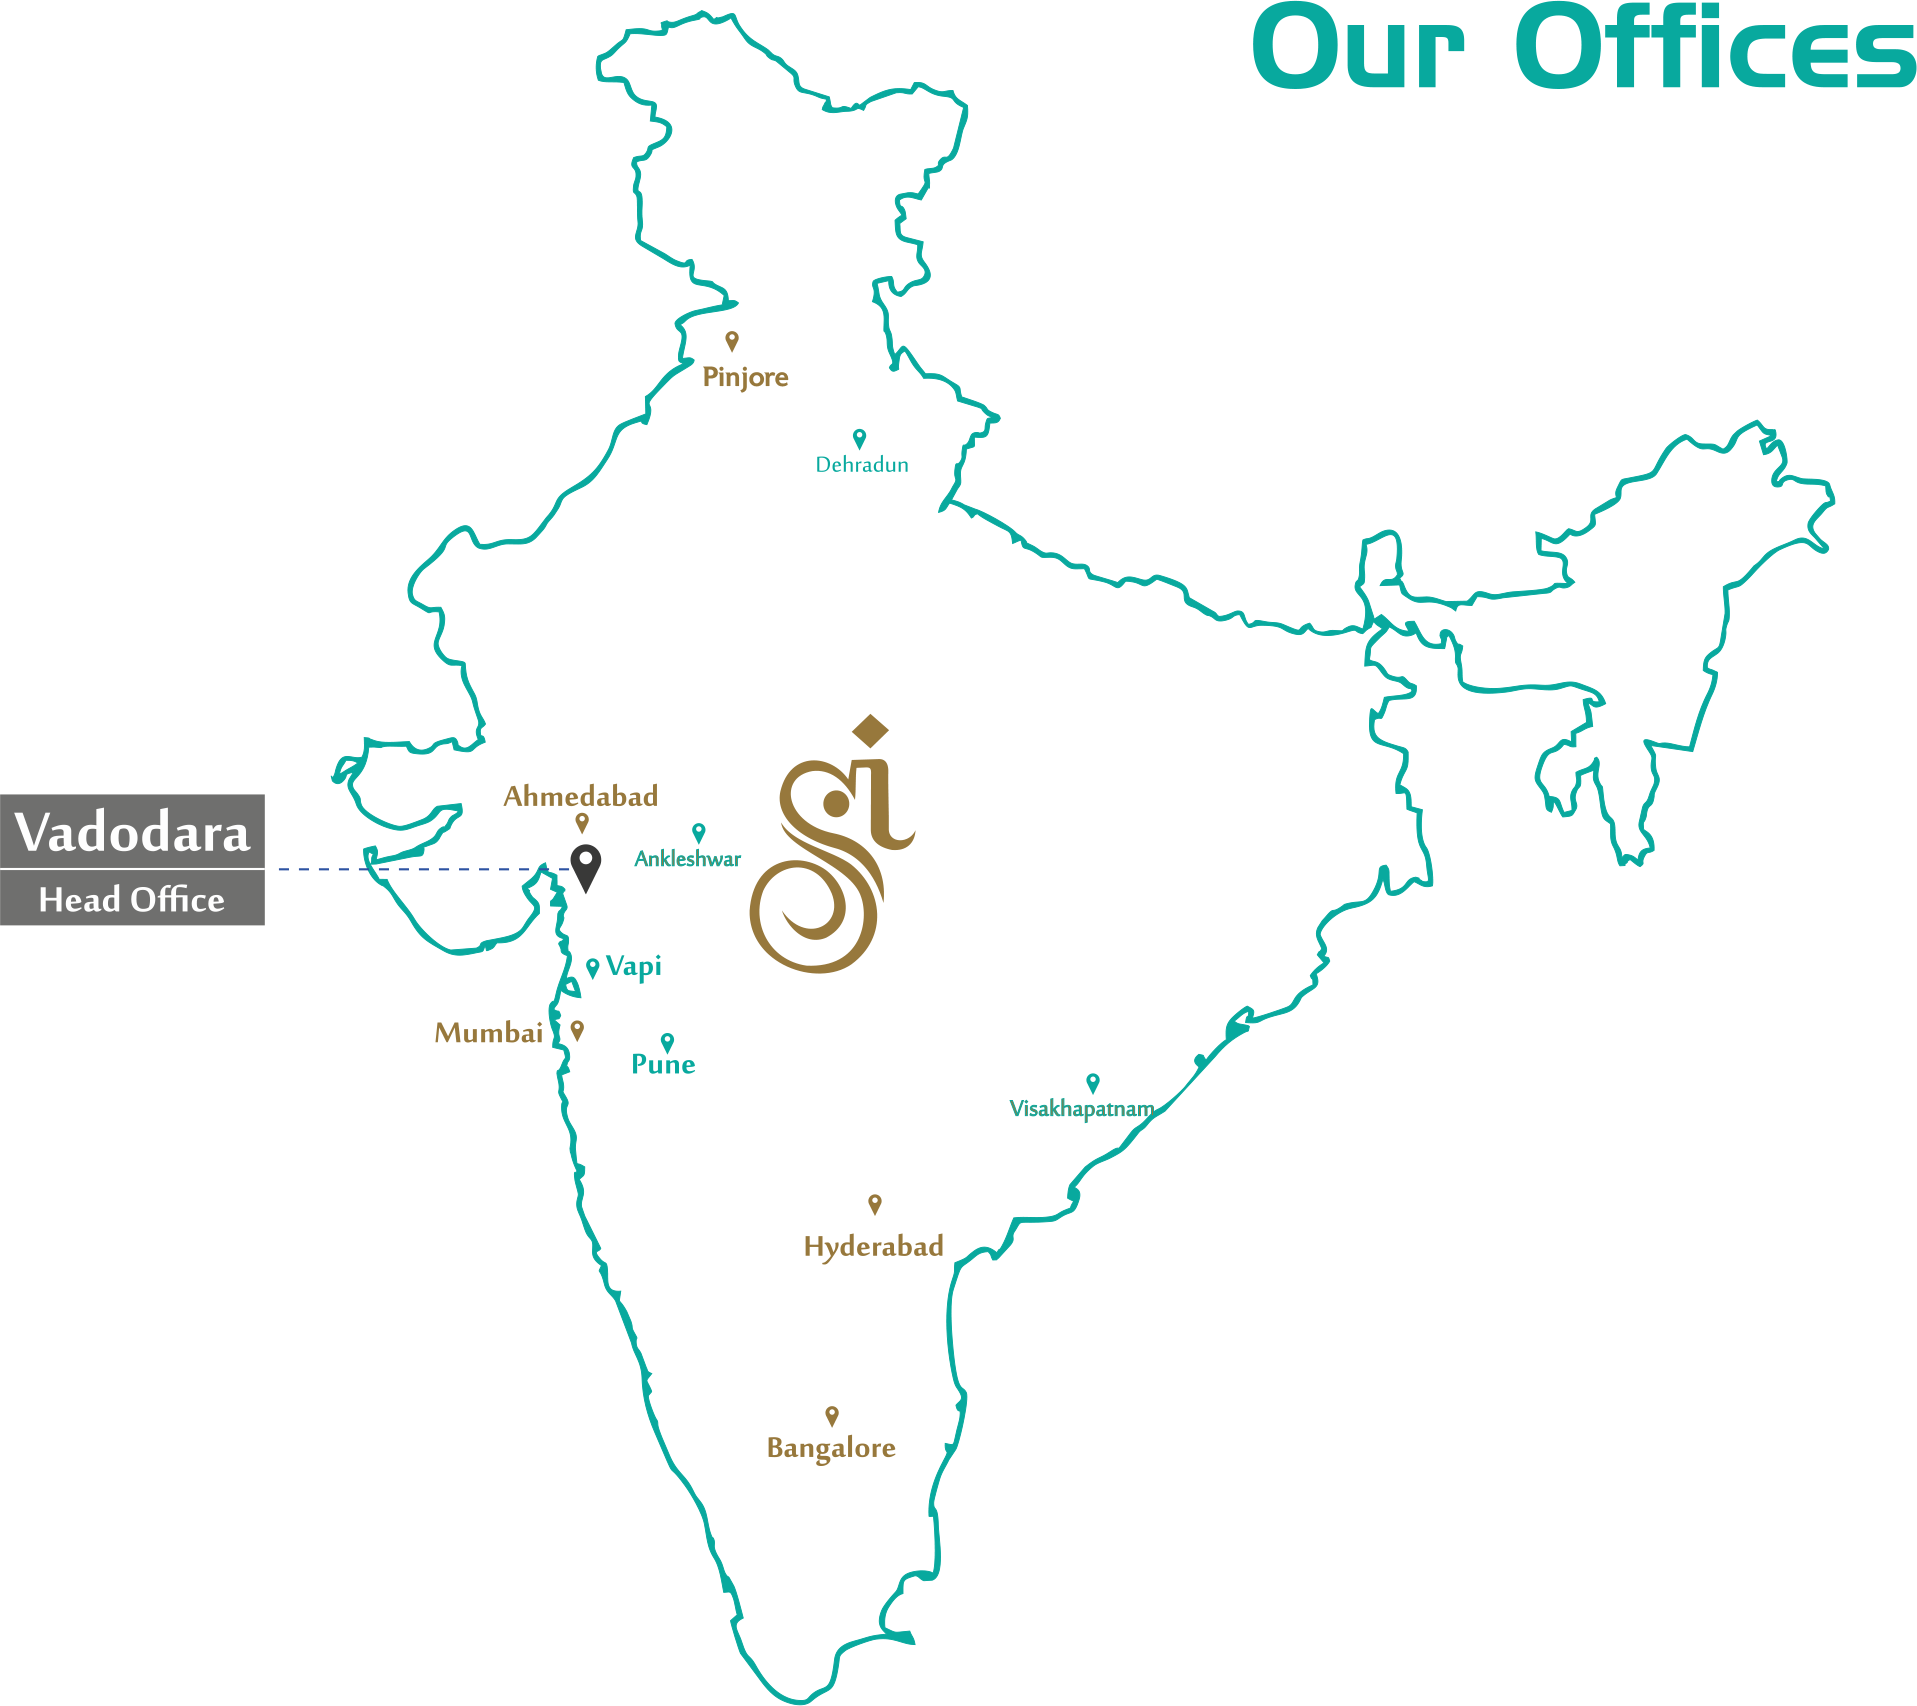 Our Offices
Pinjore
Dehradun
Ahmedabad
Vadodara
Head Office
Ankleshwar
Vapi
Mumbai
Pune
Visakhapatnam
Hyderabad
Bangalore